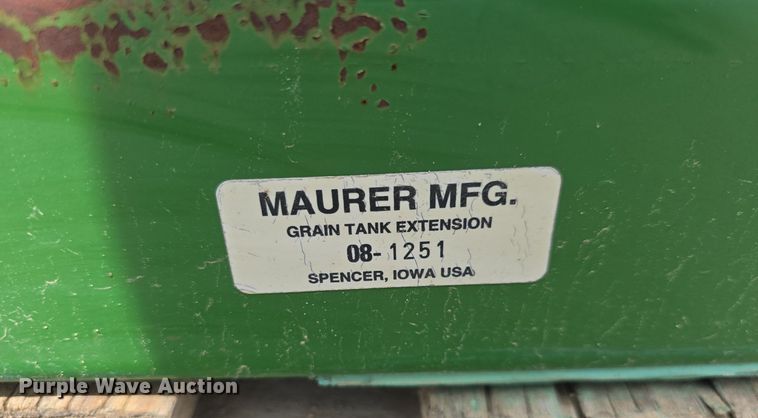 MAURER MFG.
GRAIN TANK EXTENSION
08-1251
SPENCER, IOWA USA
Purple Wave Auction